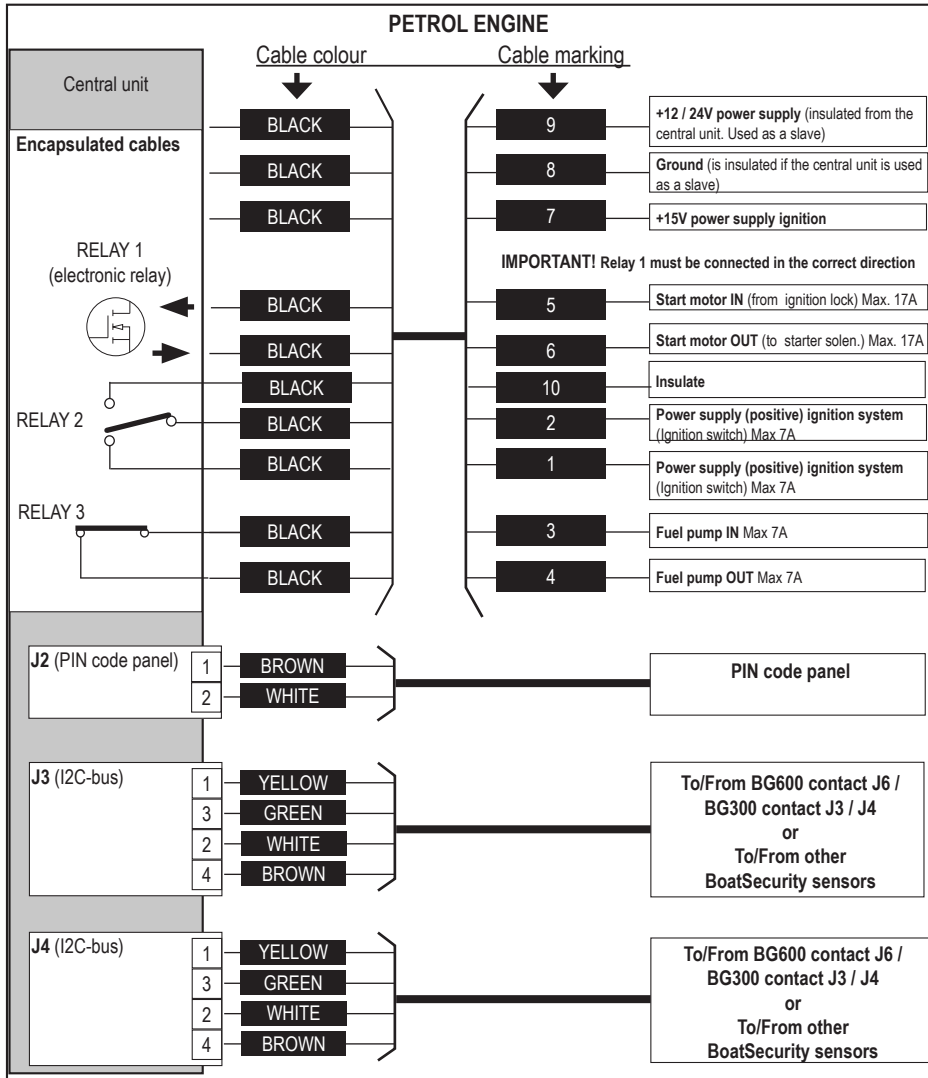 PETROL ENGINE
Cable colour
Cable marking
Central unit
Encapsulated cables
BLACK
9
+12 / 24V power supply (insulated from the
central unit. Used as a slave)
BLACK
8
Ground (is insulated if the central unit is used
as a slave)
BLACK
7
+15V power supply ignition
IMPORTANT! Relay 1 must be connected in the correct direction
RELAY 1
(electronic relay)
BLACK
5
Start motor IN (from ignition lock) Max. 17A
BLACK
6
Start motor OUT (to starter solen.) Max. 17A
BLACK
10
Insulate
RELAY 2
BLACK
2
Power supply (positive) ignition system
(Ignition switch) Max 7A
BLACK
1
Power supply (positive) ignition system
(Ignition switch) Max 7A
RELAY 3
BLACK
3
Fuel pump IN Max 7A
BLACK
4
Fuel pump OUT Max 7A
J2 (PIN code panel)
1
BROWN
2
WHITE
PIN code panel
J3 (I2C-bus)
1
YELLOW
3
GREEN
2
WHITE
4
BROWN
To/From BG600 contact J6 /
BG300 contact J3 / J4
or
To/From other
BoatSecurity sensors
J4 (I2C-bus)
1
YELLOW
3
GREEN
2
WHITE
4
BROWN
To/From BG600 contact J6 /
BG300 contact J3 / J4
or
To/From other
BoatSecurity sensors